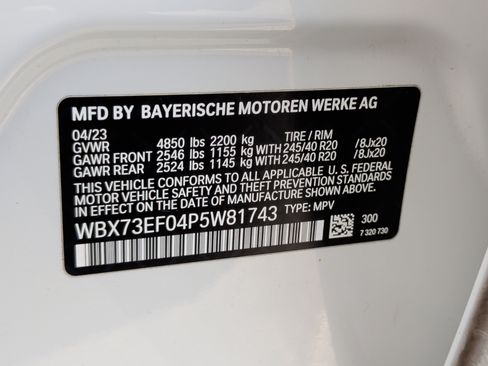 MFD BY BAYERISCHE MOTOREN WERKE AG
04/23
GVWR 4850 lbs 2200 kg TIRE / RIM
GAWR FRONT 2546 lbs 1155 kg WITH 245/40 R20 /8Jx20
GAWR REAR 2524 lbs 1145 kg WITH 245/40 R20 /8Jx20
THIS VEHICLE CONFORMS TO ALL APPLICABLE U. S. FEDERAL
MOTOR VEHICLE SAFETY AND THEFT PREVENTION STANDARDS
IN EFFECT ON THE DATE OF MANUFACTURE SHOWN ABOVE.
WBX73EF04P5W81743 TYPE: MPV
300
7 320 730